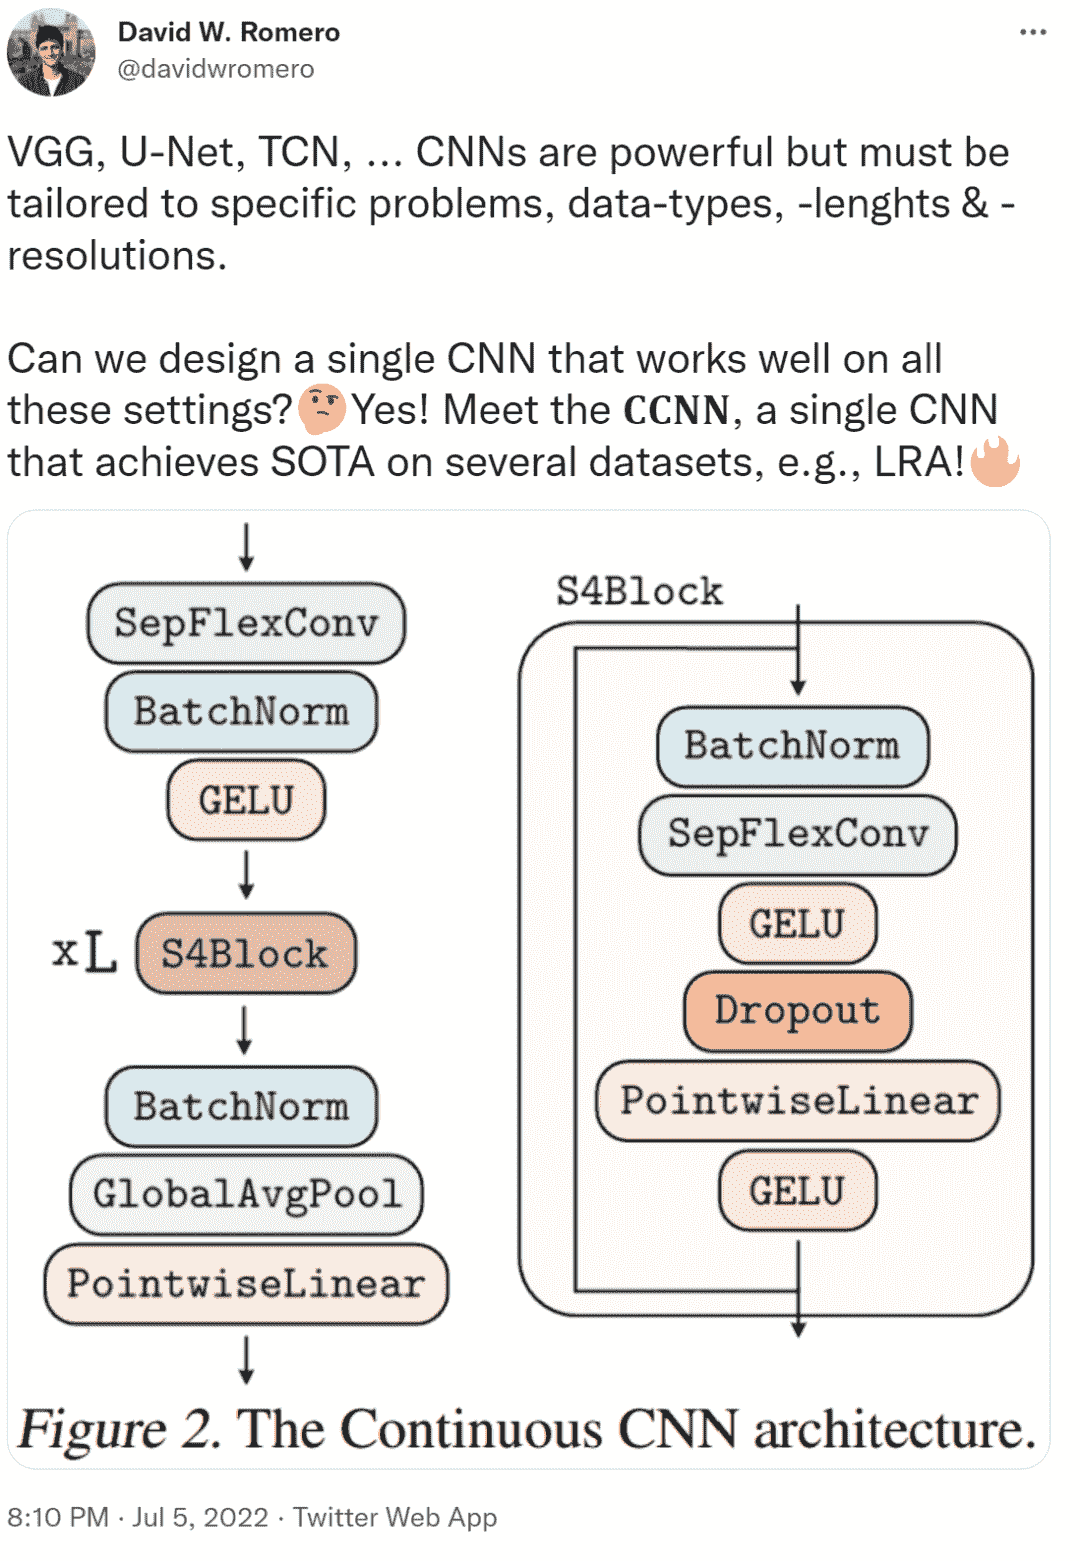 David W. Romero
@davidwromero
VGG, U-Net, TCN, ... CNNs are powerful but must be
tailored to specific problems, data-types, -lenghts & -
resolutions.
Can we design a single CNN that works well on all
these settings?🤨Yes! Meet the CCNN, a single CNN
that achieves SOTA on several datasets, e.g., LRA!🔥
SepFlexConv
BatchNorm
GELU
xL S4Block
BatchNorm
GlobalAvgPool
PointwiseLinear
S4Block
BatchNorm
SepFlexConv
GELU
Dropout
PointwiseLinear
GELU
Figure 2. The Continuous CNN architecture.
8:10 PM · Jul 5, 2022 · Twitter Web App